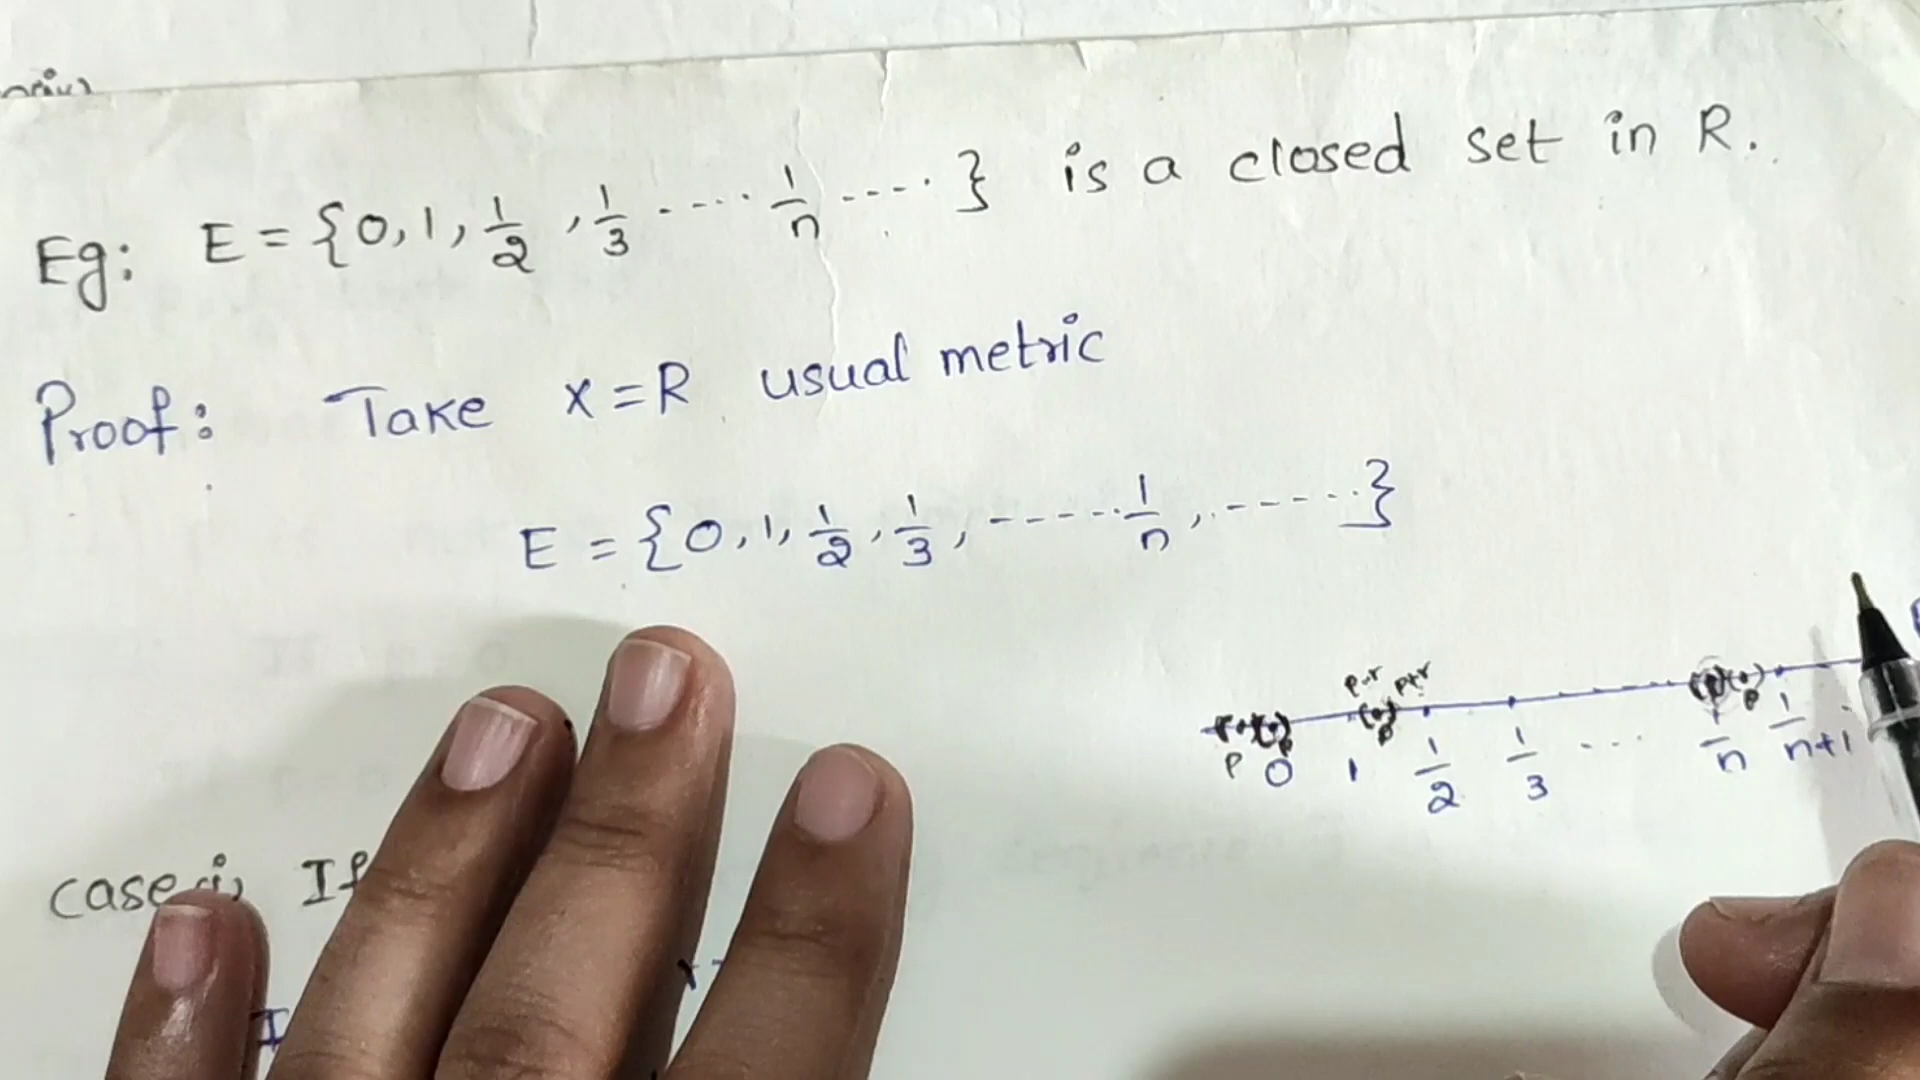 Eg: E = {0, 1, 1/2, 1/3 ---- 1/n ----} is a closed set in R.
Proof: Take X = R usual metric
E = {0, 1, 1/2, 1/3, ----- 1/n, -----}
p-r p+r
P 0 1 1/2 1/3 ... 1/n 1/n+1
case i, If
I